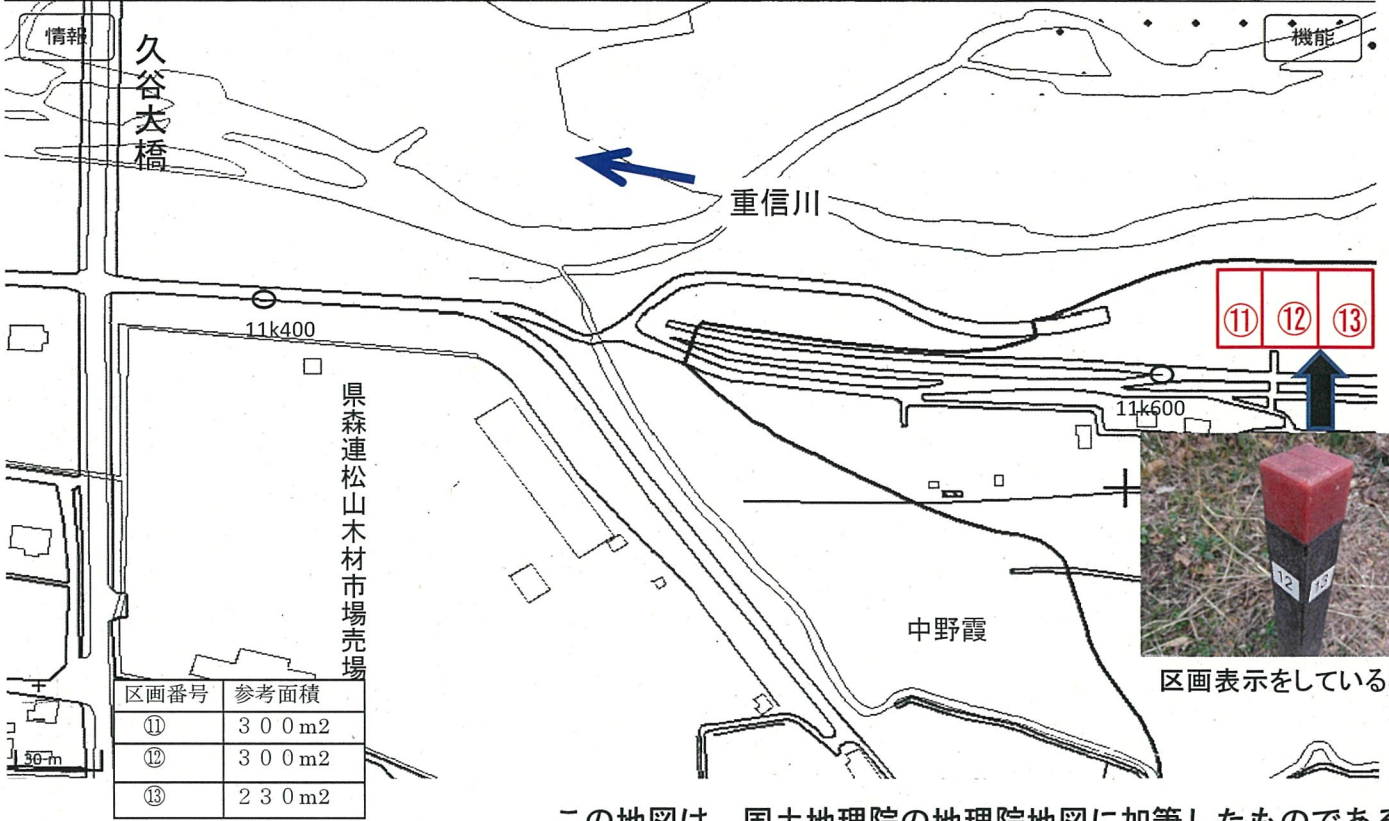 情報
機能
久谷大橋
重信川
⑪ ⑫ ⑬
11k400
11k600
県森連松山木材市場売場
12 13
中野霞
区画表示をしている
区画番号 参考面積
⑪ 300m2
⑫ 300m2
⑬ 230m2
30 m
この地図は、国土地理院の地理院地図に加筆したものである